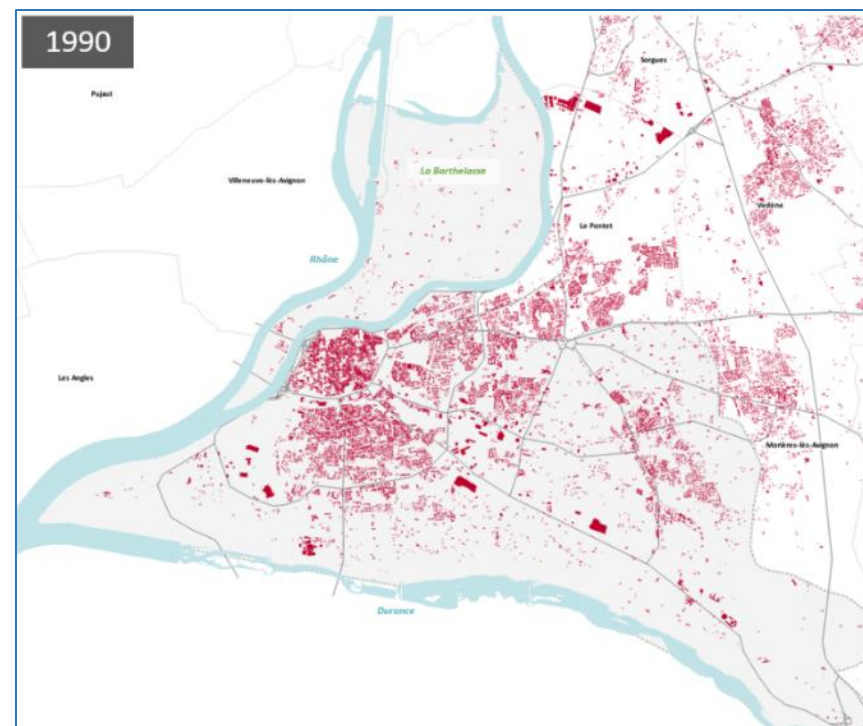 1990
Sorgues
Pujaut
La Barthelasse
Villeneuve-lès-Avignon
Vedène
Le Pontet
Rhône
Les Angles
Morières-lès-Avignon
Durance